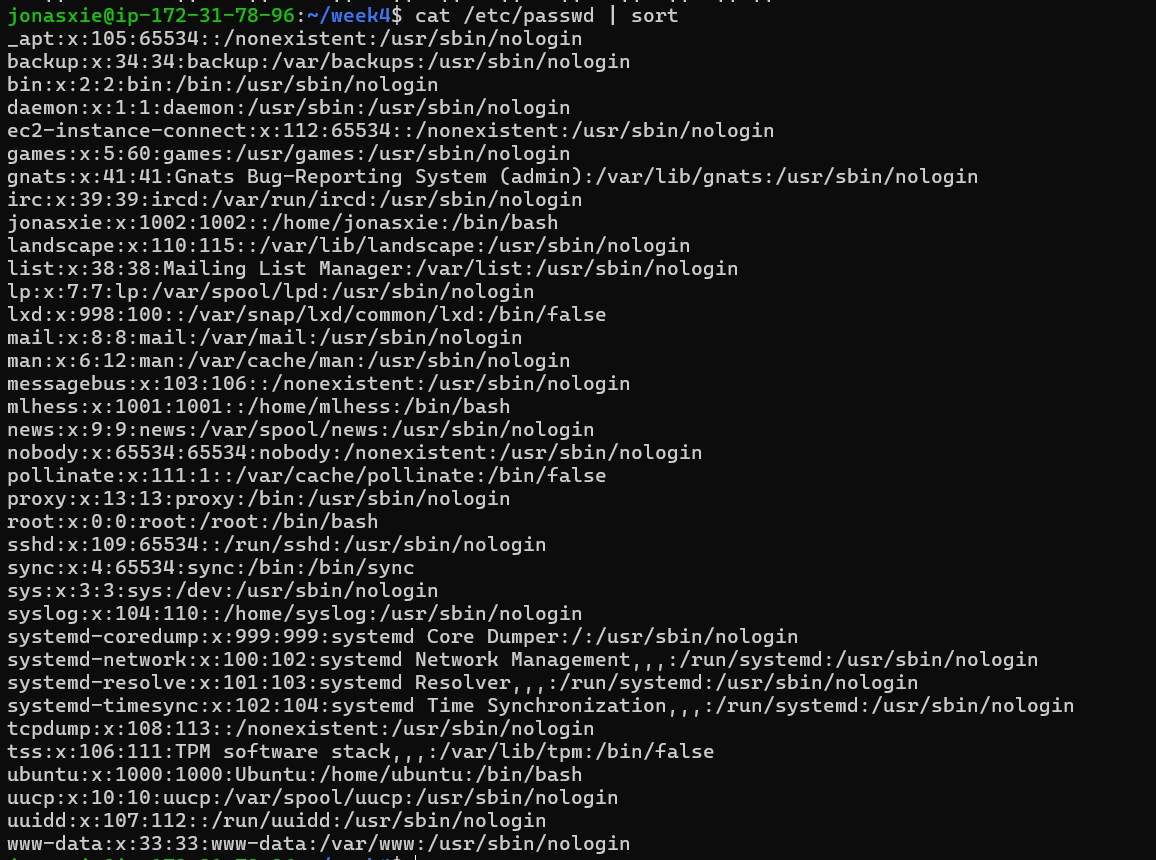 jonasxie@ip-172-31-78-96:~/week4$ cat /etc/passwd | sort
_apt:x:105:65534::/nonexistent:/usr/sbin/nologin
backup:x:34:34:backup:/var/backups:/usr/sbin/nologin
bin:x:2:2:bin:/bin:/usr/sbin/nologin
daemon:x:1:1:daemon:/usr/sbin:/usr/sbin/nologin
ec2-instance-connect:x:112:65534::/nonexistent:/usr/sbin/nologin
games:x:5:60:games:/usr/games:/usr/sbin/nologin
gnats:x:41:41:Gnats Bug-Reporting System (admin):/var/lib/gnats:/usr/sbin/nologin
irc:x:39:39:ircd:/var/run/ircd:/usr/sbin/nologin
jonasxie:x:1002:1002::/home/jonasxie:/bin/bash
landscape:x:110:115::/var/lib/landscape:/usr/sbin/nologin
list:x:38:38:Mailing List Manager:/var/list:/usr/sbin/nologin
lp:x:7:7:lp:/var/spool/lpd:/usr/sbin/nologin
lxd:x:998:100::/var/snap/lxd/common/lxd:/bin/false
mail:x:8:8:mail:/var/mail:/usr/sbin/nologin
man:x:6:12:man:/var/cache/man:/usr/sbin/nologin
messagebus:x:103:106::/nonexistent:/usr/sbin/nologin
mlhess:x:1001:1001::/home/mlhess:/bin/bash
news:x:9:9:news:/var/spool/news:/usr/sbin/nologin
nobody:x:65534:65534:nobody:/nonexistent:/usr/sbin/nologin
pollinate:x:111:1::/var/cache/pollinate:/bin/false
proxy:x:13:13:proxy:/bin:/usr/sbin/nologin
root:x:0:0:root:/root:/bin/bash
sshd:x:109:65534::/run/sshd:/usr/sbin/nologin
sync:x:4:65534:sync:/bin:/bin/sync
sys:x:3:3:sys:/dev:/usr/sbin/nologin
syslog:x:104:110::/home/syslog:/usr/sbin/nologin
systemd-coredump:x:999:999:systemd Core Dumper:/:/usr/sbin/nologin
systemd-network:x:100:102:systemd Network Management,,,:/run/systemd:/usr/sbin/nologin
systemd-resolve:x:101:103:systemd Resolver,,,:/run/systemd:/usr/sbin/nologin
systemd-timesync:x:102:104:systemd Time Synchronization,,,:/run/systemd:/usr/sbin/nologin
tcpdump:x:108:113::/nonexistent:/usr/sbin/nologin
tss:x:106:111:TPM software stack,,,:/var/lib/tpm:/bin/false
ubuntu:x:1000:1000:Ubuntu:/home/ubuntu:/bin/bash
uucp:x:10:10:uucp:/var/spool/uucp:/usr/sbin/nologin
uuidd:x:107:112::/run/uuidd:/usr/sbin/nologin
www-data:x:33:33:www-data:/var/www:/usr/sbin/nologin